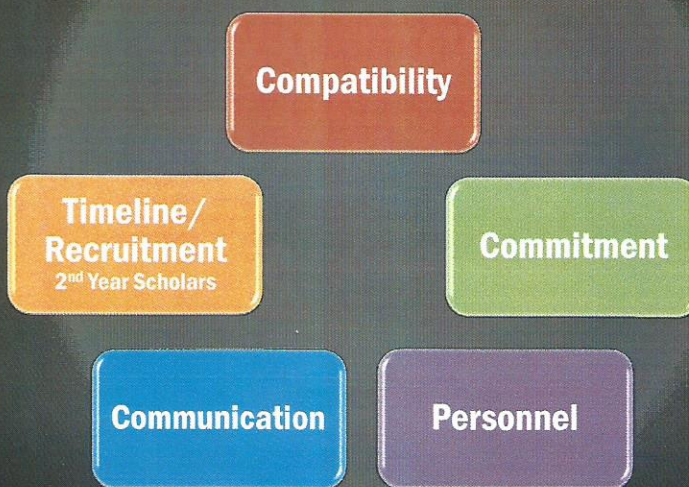 Compatibility
Timeline/
Recruitment
2nd Year Scholars
Commitment
Communication
Personnel